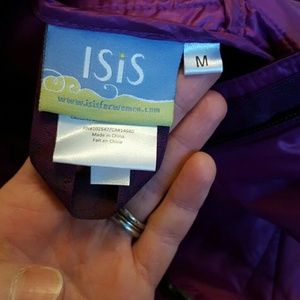 ISIS
M
www.isisforwomen.com
Made in China
Fait en Chine